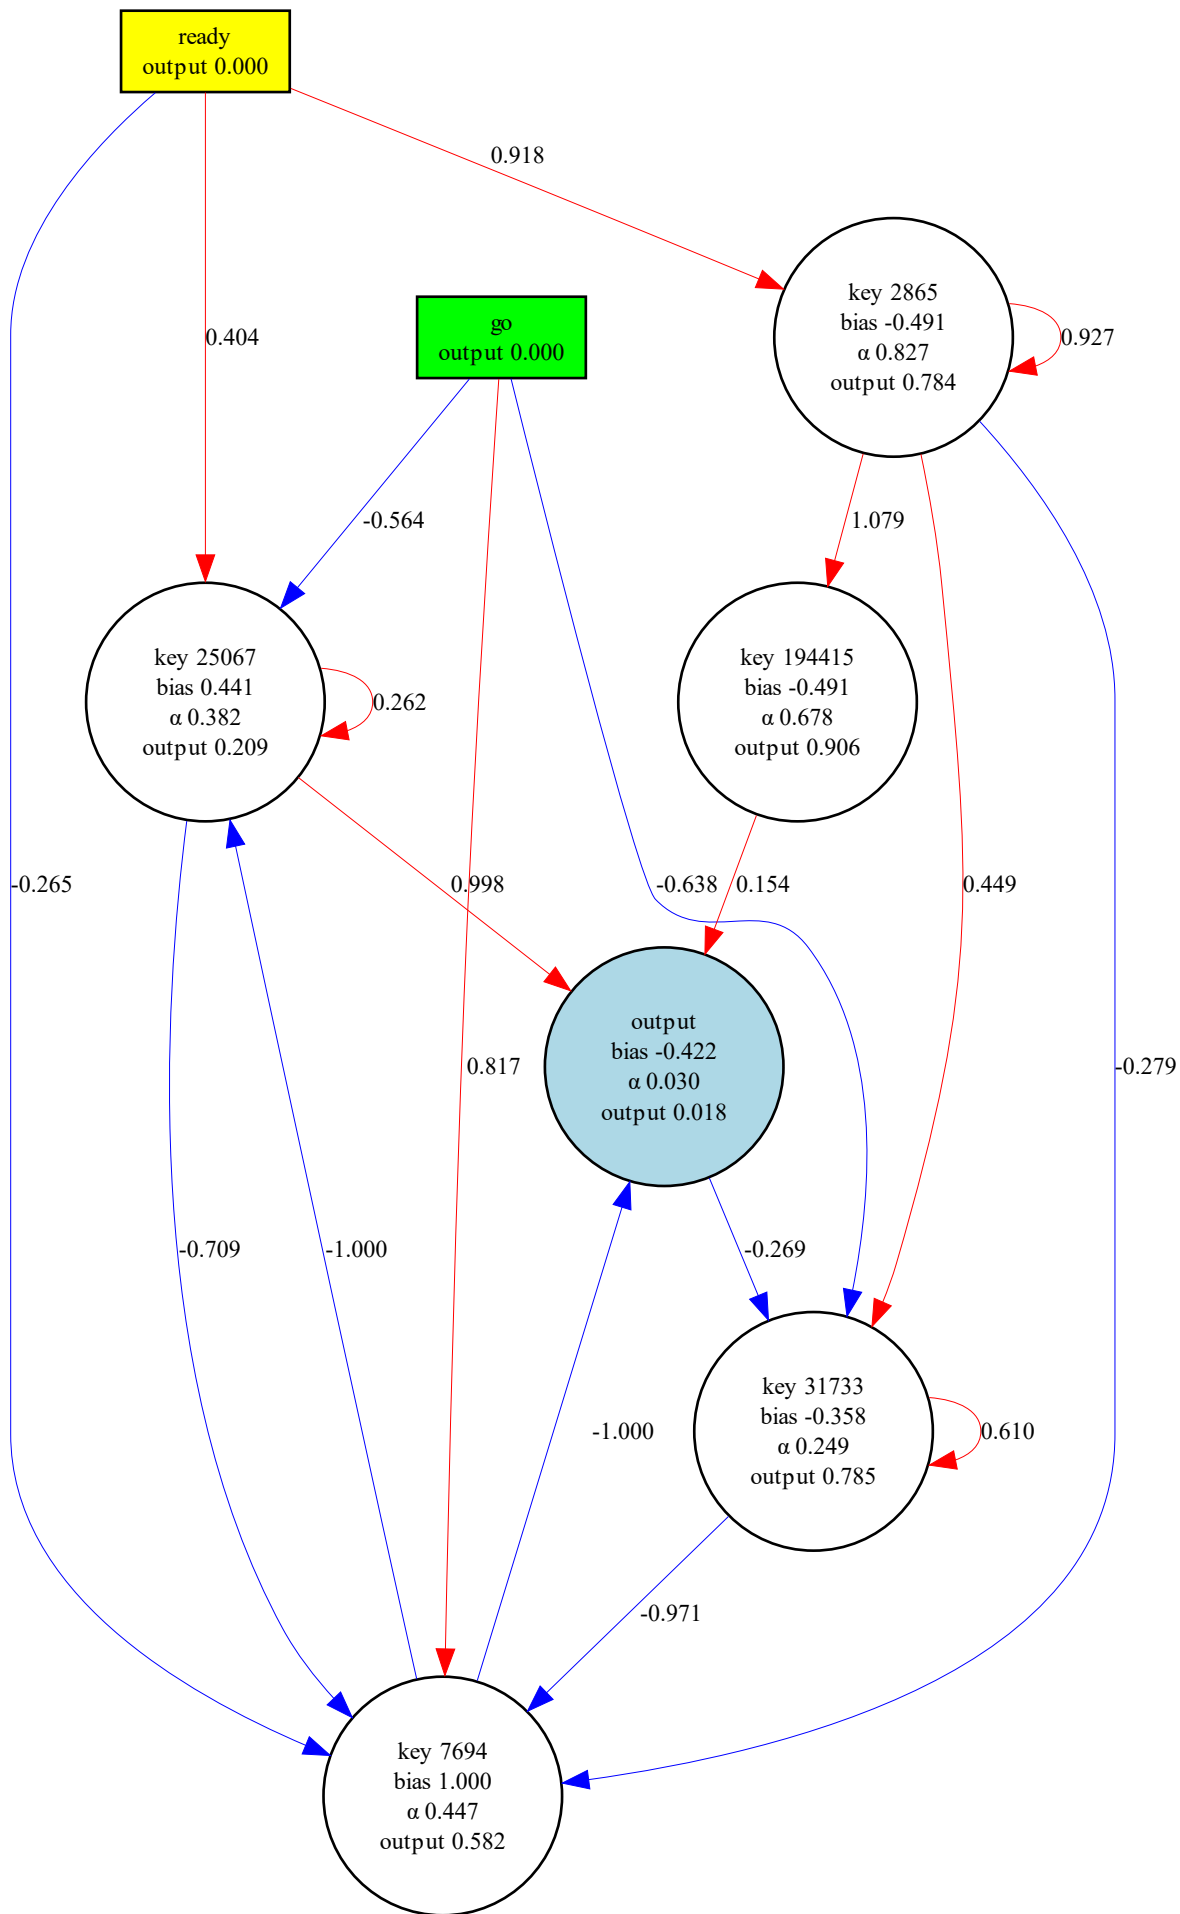 ready
output 0.000
0.918
key 2865
bias -0.491
α 0.827
output 0.784
0.927
go
output 0.000
0.404
-0.564
1.079
key 25067
bias 0.441
α 0.382
output 0.209
0.262
key 194415
bias -0.491
α 0.678
output 0.906
-0.265
0.998
-0.638
0.154
0.449
output
bias -0.422
α 0.030
output 0.018
0.817
-0.279
-0.709
-1.000
-0.269
-1.000
key 31733
bias -0.358
α 0.249
output 0.785
0.610
-0.971
key 7694
bias 1.000
α 0.447
output 0.582